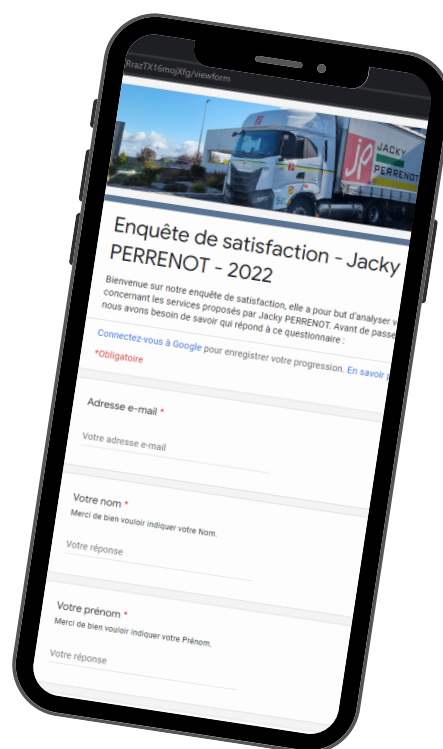 RrazTX16mojXfg/viewform
jp JACKY
PERRENOT
Enquête de satisfaction - Jacky
PERRENOT - 2022
Bienvenue sur notre enquête de satisfaction, elle a pour but d'analyser
concernant les services proposés par Jacky PERRENOT. Avant de
nous avons besoin de savoir qui répond à ce questionnaire :
Connectez-vous à Google pour enregistrer votre progression. En savoir
*Obligatoire
Adresse e-mail *
Votre adresse e-mail
Votre nom *
Merci de bien vouloir indiquer votre Nom.
Votre réponse
Votre prénom *
Merci de bien vouloir indiquer votre Prénom.
Votre réponse